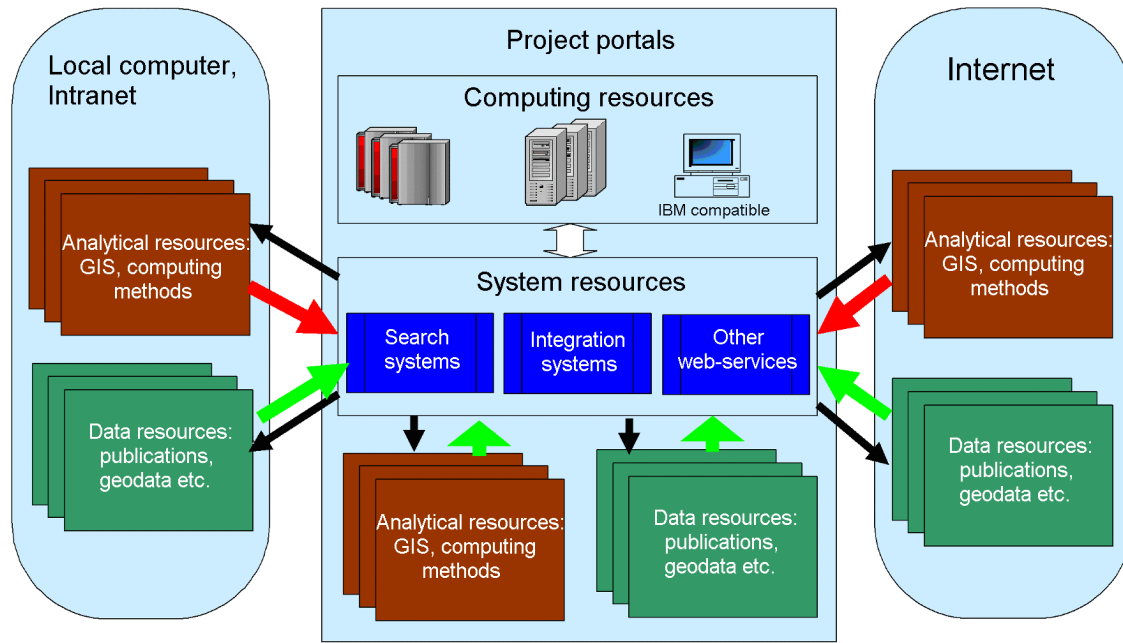 Local computer,
Intranet
Analytical resources:
GIS, computing
methods
Data resources:
publications,
geodata etc.
Project portals
Computing resources
IBM compatible
System resources
Search
systems
Integration
systems
Other
web-services
Analytical resources:
GIS, computing
methods
Data resources:
publications,
geodata etc.
Internet
Analytical resources:
GIS, computing
methods
Data resources:
publications,
geodata etc.